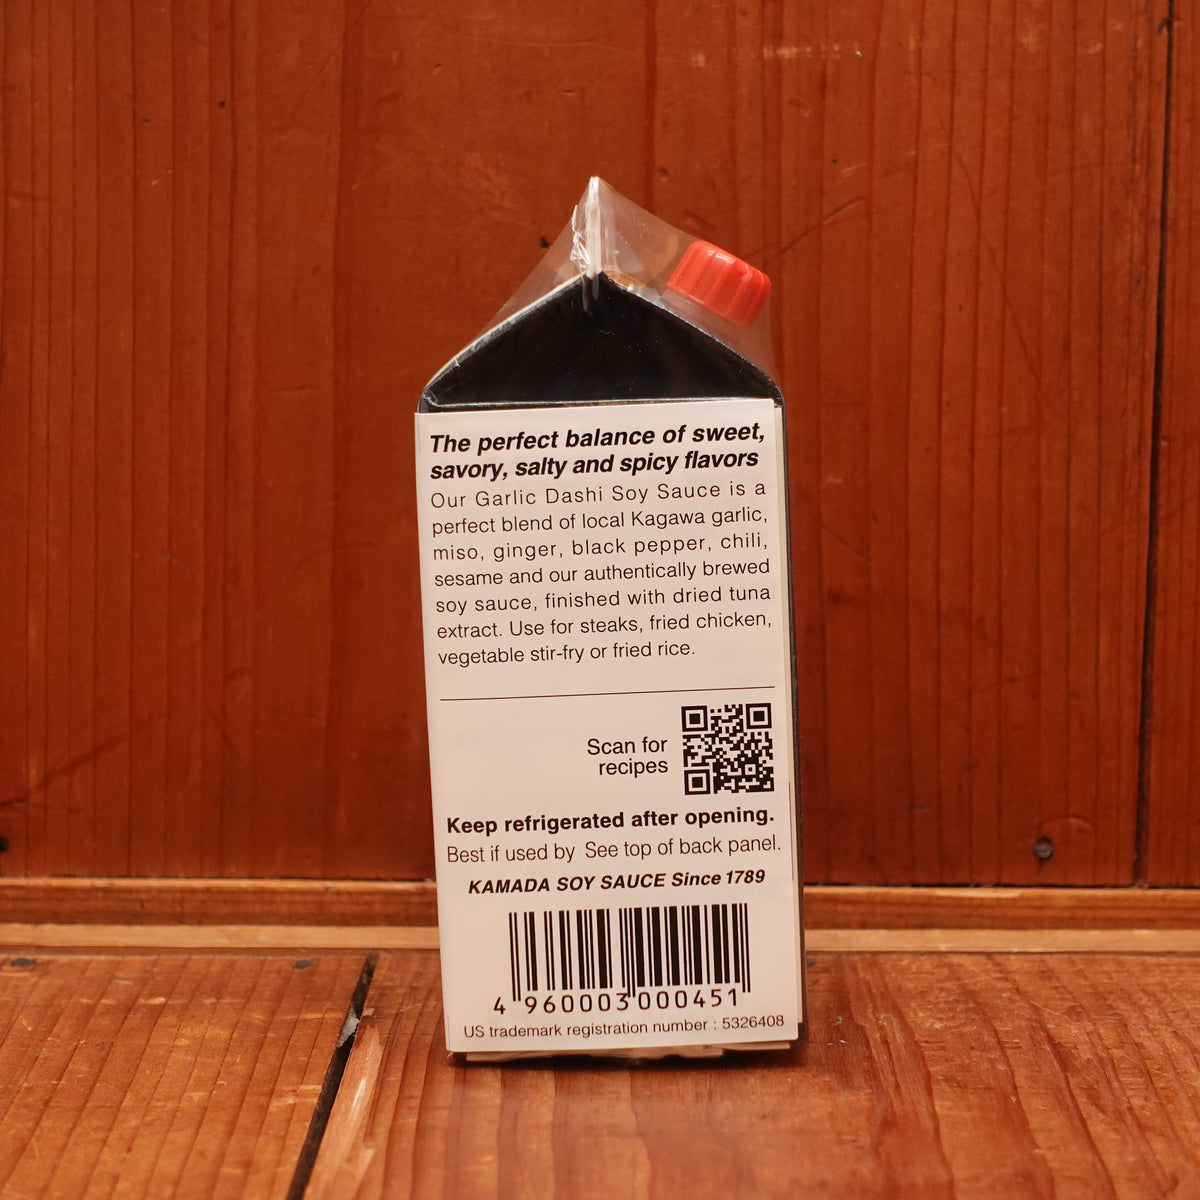 The perfect balance of sweet,
savory, salty and spicy flavors
Our Garlic Dashi Soy Sauce is a
perfect blend of local Kagawa garlic,
miso, ginger, black pepper, chili,
sesame and our authentically brewed
soy sauce, finished with dried tuna
extract. Use for steaks, fried chicken,
vegetable stir-fry or fried rice.
Scan for
recipes
Keep refrigerated after opening.
Best if used by See top of back panel.
KAMADA SOY SAUCE Since 1789
4 960003 000451
US trademark registration number : 5326408